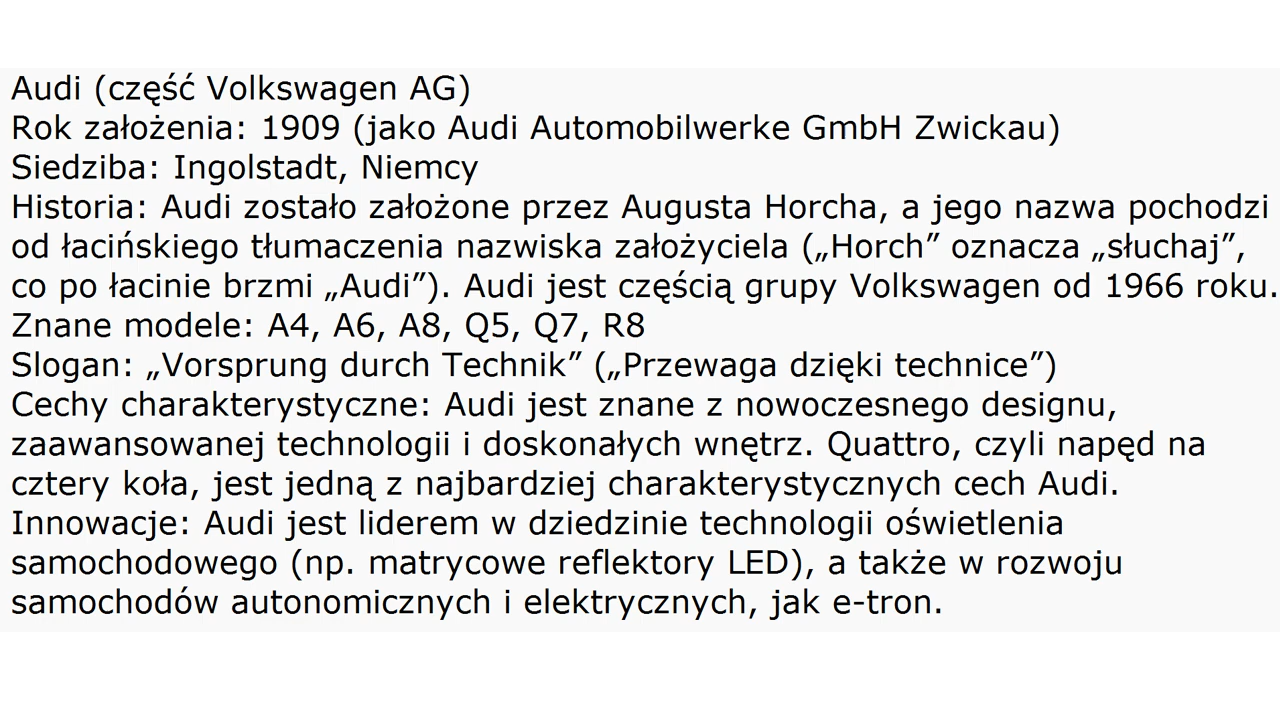 Audi (część Volkswagen AG)
Rok założenia: 1909 (jako Audi Automobilwerke GmbH Zwickau)
Siedziba: Ingolstadt, Niemcy
Historia: Audi zostało założone przez Augusta Horcha, a jego nazwa pochodzi
od łacińskiego tłumaczenia nazwiska założyciela („Horch” oznacza „słuchaj”,
co po łacinie brzmi „Audi”). Audi jest częścią grupy Volkswagen od 1966 roku.
Znane modele: A4, A6, A8, Q5, Q7, R8
Slogan: „Vorsprung durch Technik” („Przewaga dzięki technice”)
Cechy charakterystyczne: Audi jest znane z nowoczesnego designu,
zaawansowanej technologii i doskonałych wnętrz. Quattro, czyli napęd na
cztery koła, jest jedną z najbardziej charakterystycznych cech Audi.
Innowacje: Audi jest liderem w dziedzinie technologii oświetlenia
samochodowego (np. matrycowe reflektory LED), a także w rozwoju
samochodów autonomicznych i elektrycznych, jak e-tron.